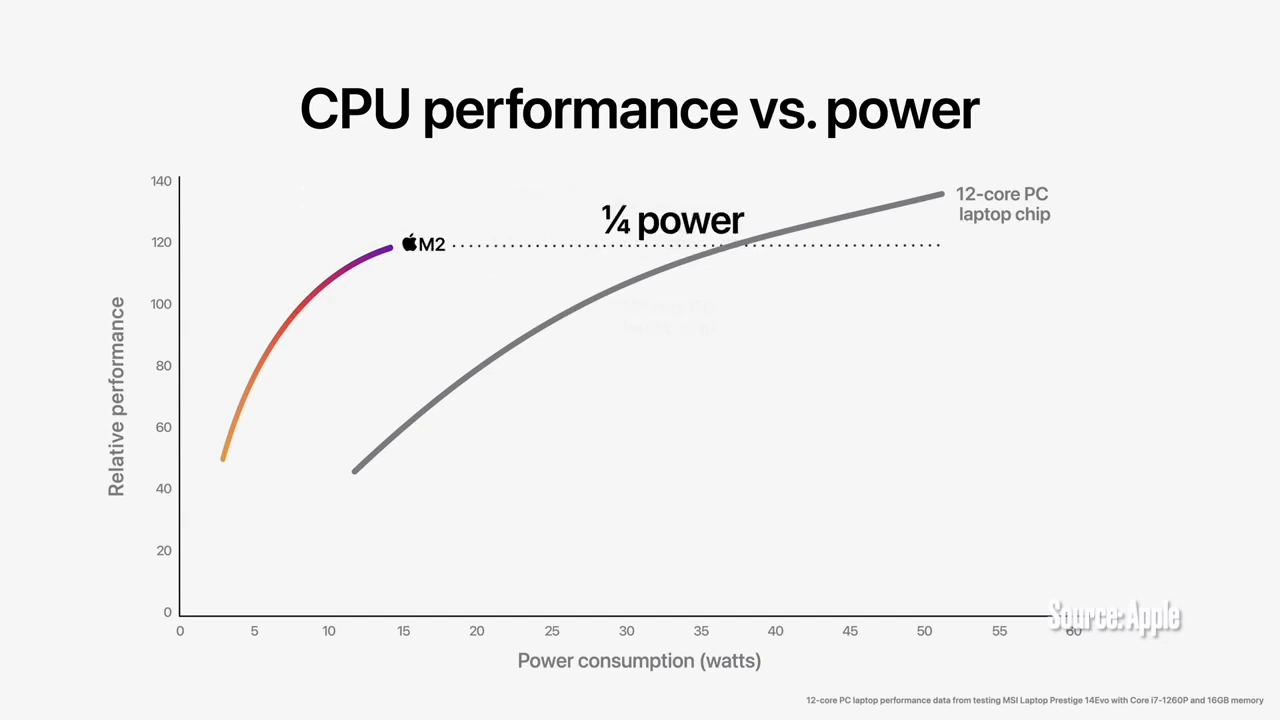 CPU performance vs. power
140
120
100
80
60
40
20
0
Relative performance
M2
¼ power
12-core PC
laptop chip
0 5 10 15 20 25 30 35 40 45 50 55 60
Source: Apple
Power consumption (watts)
12-core PC laptop performance data from testing MSI Laptop Prestige 14Evo with Core i7-1260P and 16GB memory